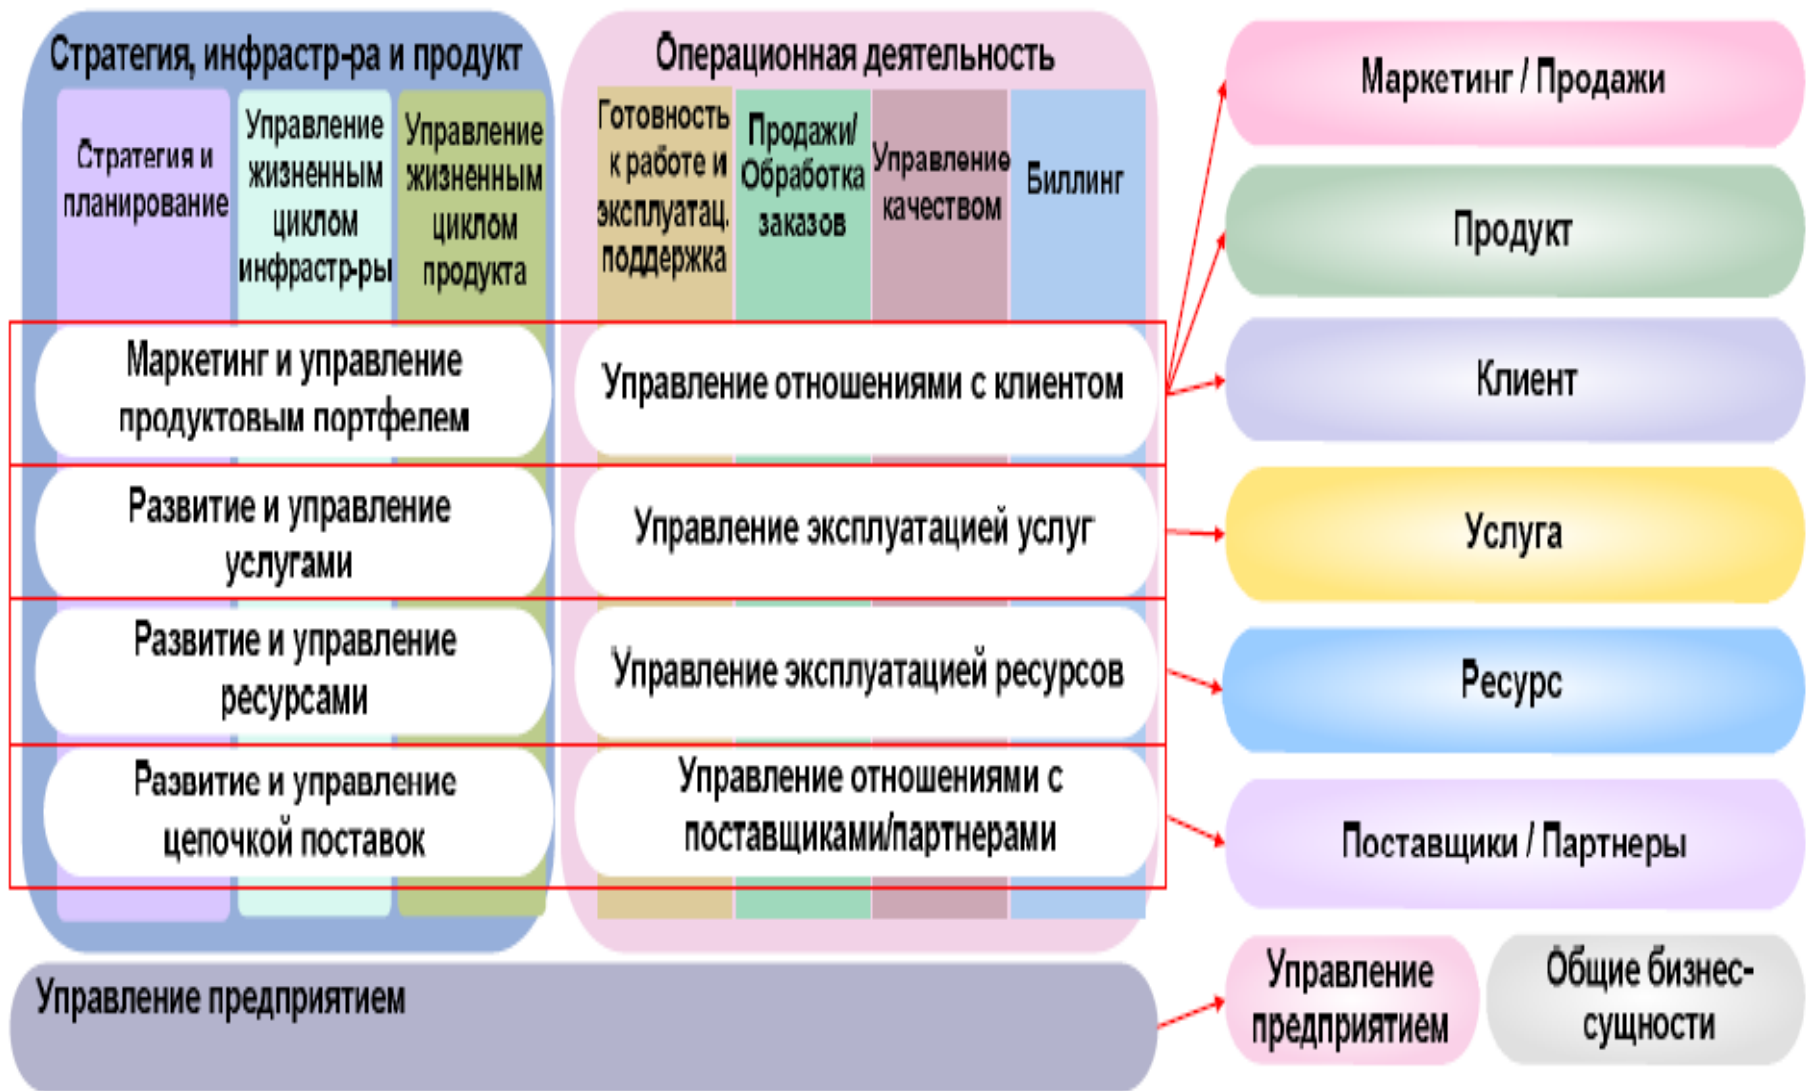 Стратегия, инфрастр-ра и продукт
Стратегия и
планирование
Управление
жизненным
циклом
инфрастр-ры
Управление
жизненным
циклом
продукта
Операционная деятельность
Готовность
к работе и
эксплуатац.
поддержка
Продажи/
Обработка
заказов
Управление
качеством
Биллинг
Маркетинг и управление
продуктовым портфелем
Управление отношениями с клиентом
Развитие и управление
услугами
Управление эксплуатацией услуг
Развитие и управление
ресурсами
Управление эксплуатацией ресурсов
Развитие и управление
цепочкой поставок
Управление отношениями с
поставщиками/партнерами
Управление предприятием
Маркетинг / Продажи
Продукт
Клиент
Услуга
Ресурс
Поставщики / Партнеры
Управление
предприятием
Общие бизнес-
сущности